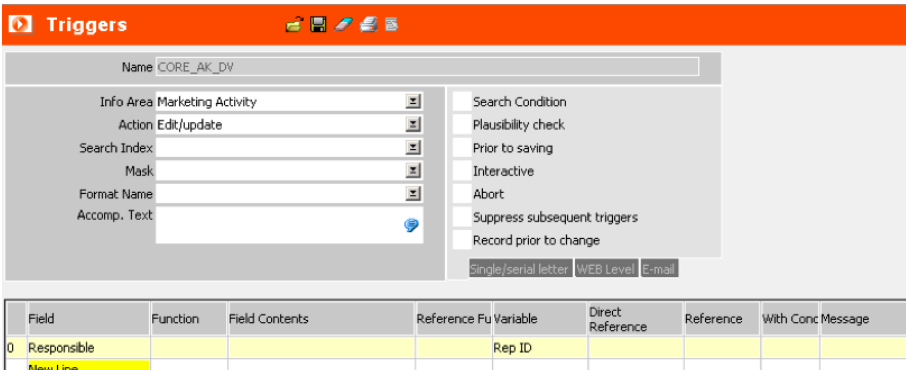 Triggers
Name CORE_AK_DV
Info Area Marketing Activity
Action Edit/update
Search Index
Mask
Format Name
Accomp. Text
Search Condition
Plausibility check
Prior to saving
Interactive
Abort
Suppress subsequent triggers
Record prior to change
Single/serial letter WEB Level E-mail
Field Function Field Contents Reference Fu Variable Direct Reference Reference With Conc Message
0 Responsible Rep ID
New Line